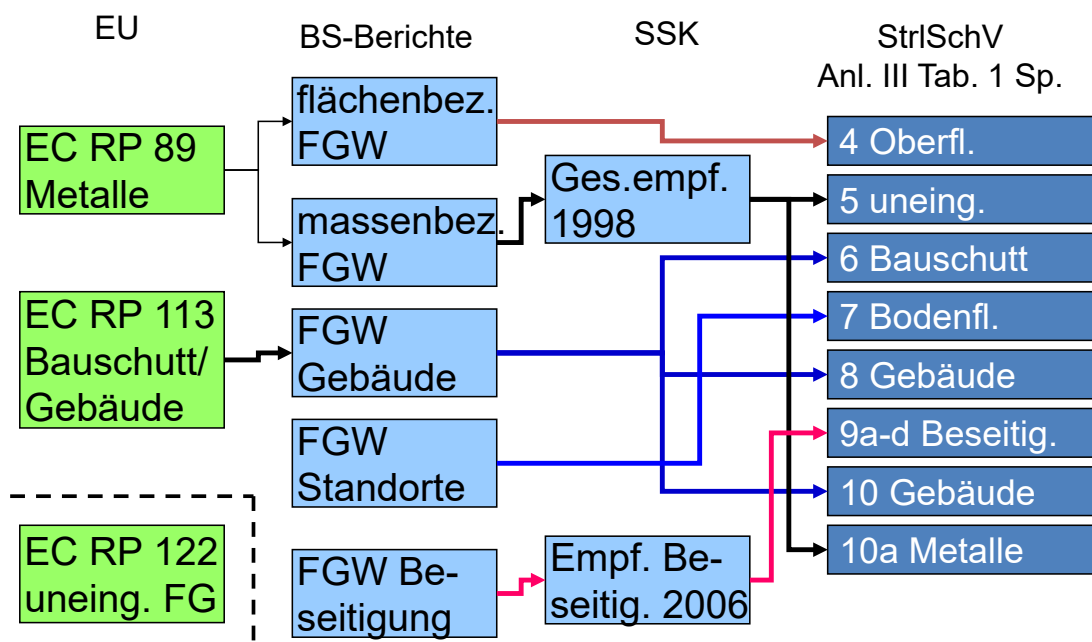 EU
BS-Berichte
SSK
StrlSchV
Anl. III Tab. 1 Sp.
EC RP 89
Metalle
EC RP 113
Bauschutt/
Gebäude
EC RP 122
uneing. FG
flächenbez.
FGW
massenbez.
FGW
FGW
Gebäude
FGW
Standorte
FGW Be-
seitigung
Ges.empf.
1998
Empf. Be-
seitig. 2006
4 Oberfl.
5 uneing.
6 Bauschutt
7 Bodenfl.
8 Gebäude
9a-d Beseitig.
10 Gebäude
10a Metalle